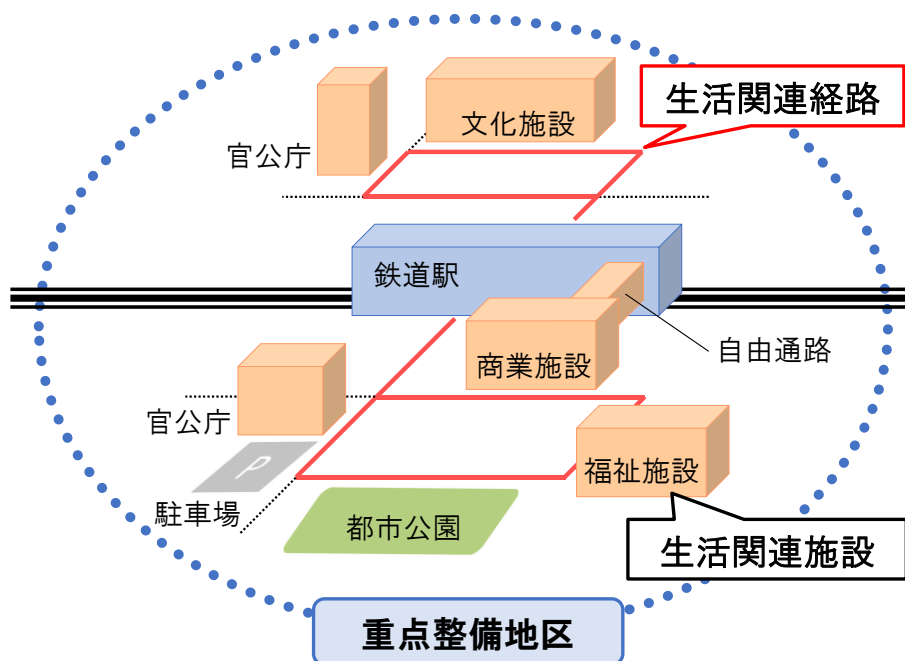 生活関連経路
文化施設
官公庁
鉄道駅
自由通路
商業施設
官公庁
福祉施設
P
駐車場
都市公園
生活関連施設
重点整備地区